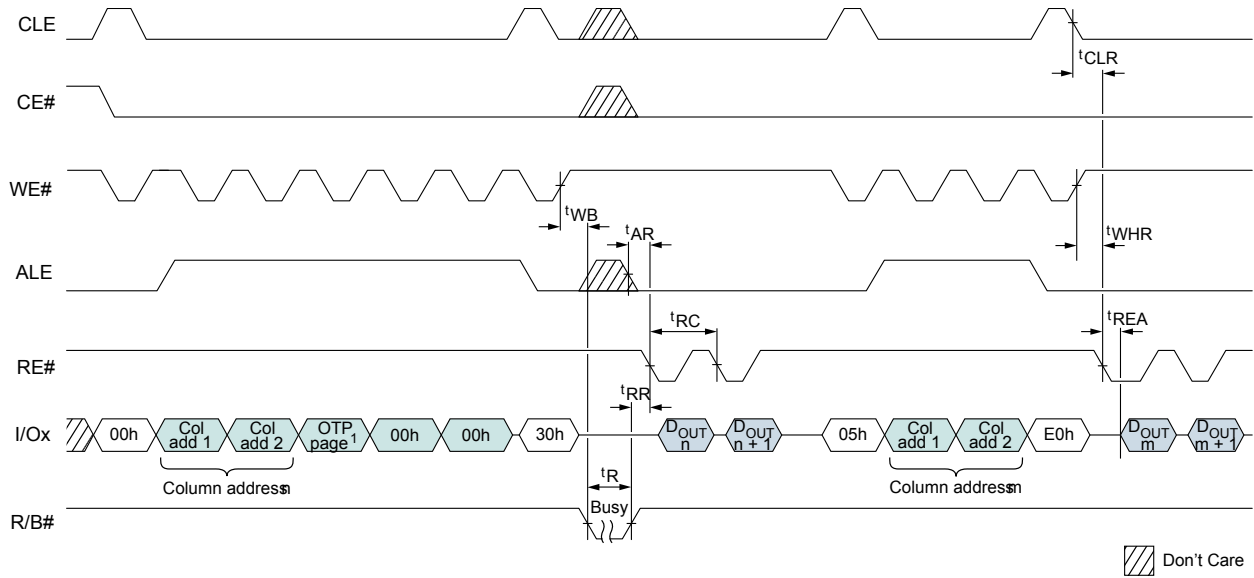 CLE
tCLR
CE#
WE#
tWB
tAR
tWHR
ALE
tRC
tREA
RE#
tRR
I/Ox
00h
Col add 1
Col add 2
OTP page1
00h
00h
30h
DOUT n
DOUT n + 1
05h
Col add 1
Col add 2
E0h
DOUT m
DOUT m + 1
Column address n
tR
Column address m
Busy
R/B#
Don't Care